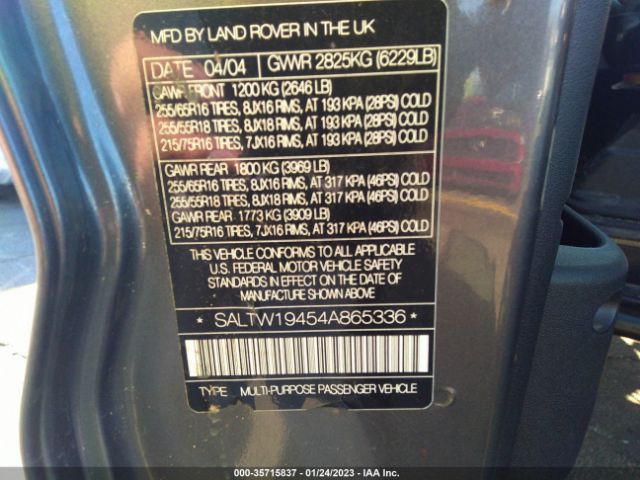 MFD BY LAND ROVER IN THE UK
DATE 04/04 GVWR 2825KG (6229LB)
GAWR FRONT 1200 KG (2646 LB)
255/65R16 TIRES, 8JX16 RIMS, AT 193 KPA (28PSI) COLD
255/55R18 TIRES, 8JX18 RIMS, AT 193 KPA (28PSI) COLD
215/75R16 TIRES, 7JX16 RIMS, AT 193 KPA (28PSI) COLD
GAWR REAR 1800 KG (3969 LB)
255/65R16 TIRES, 8JX16 RIMS, AT 317 KPA (46PSI) COLD
255/55R18 TIRES, 8JX18 RIMS, AT 317 KPA (46PSI) COLD
GAWR REAR 1773 KG (3909 LB)
215/75R16 TIRES, 7JX16 RIMS, AT 317 KPA (46PSI) COLD
THIS VEHICLE CONFORMS TO ALL APPLICABLE
U.S. FEDERAL MOTOR VEHICLE SAFETY
STANDARDS IN EFFECT ON THE DATE OF
MANUFACTURE SHOWN ABOVE
* SALTW19454A865336 *
TYPE MULTI-PURPOSE PASSENGER VEHICLE
000-35715837 - 01/24/2023 - IAA Inc.